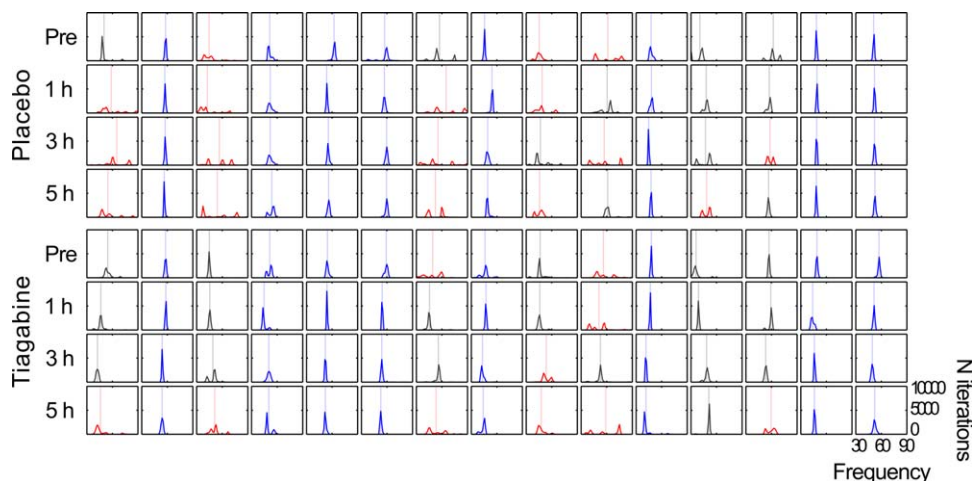 Placebo
Pre
1 h
3 h
5 h
Tiagabine
Pre
1 h
3 h
5 h
10000
5000
0
N iterations
30 60 90
Frequency